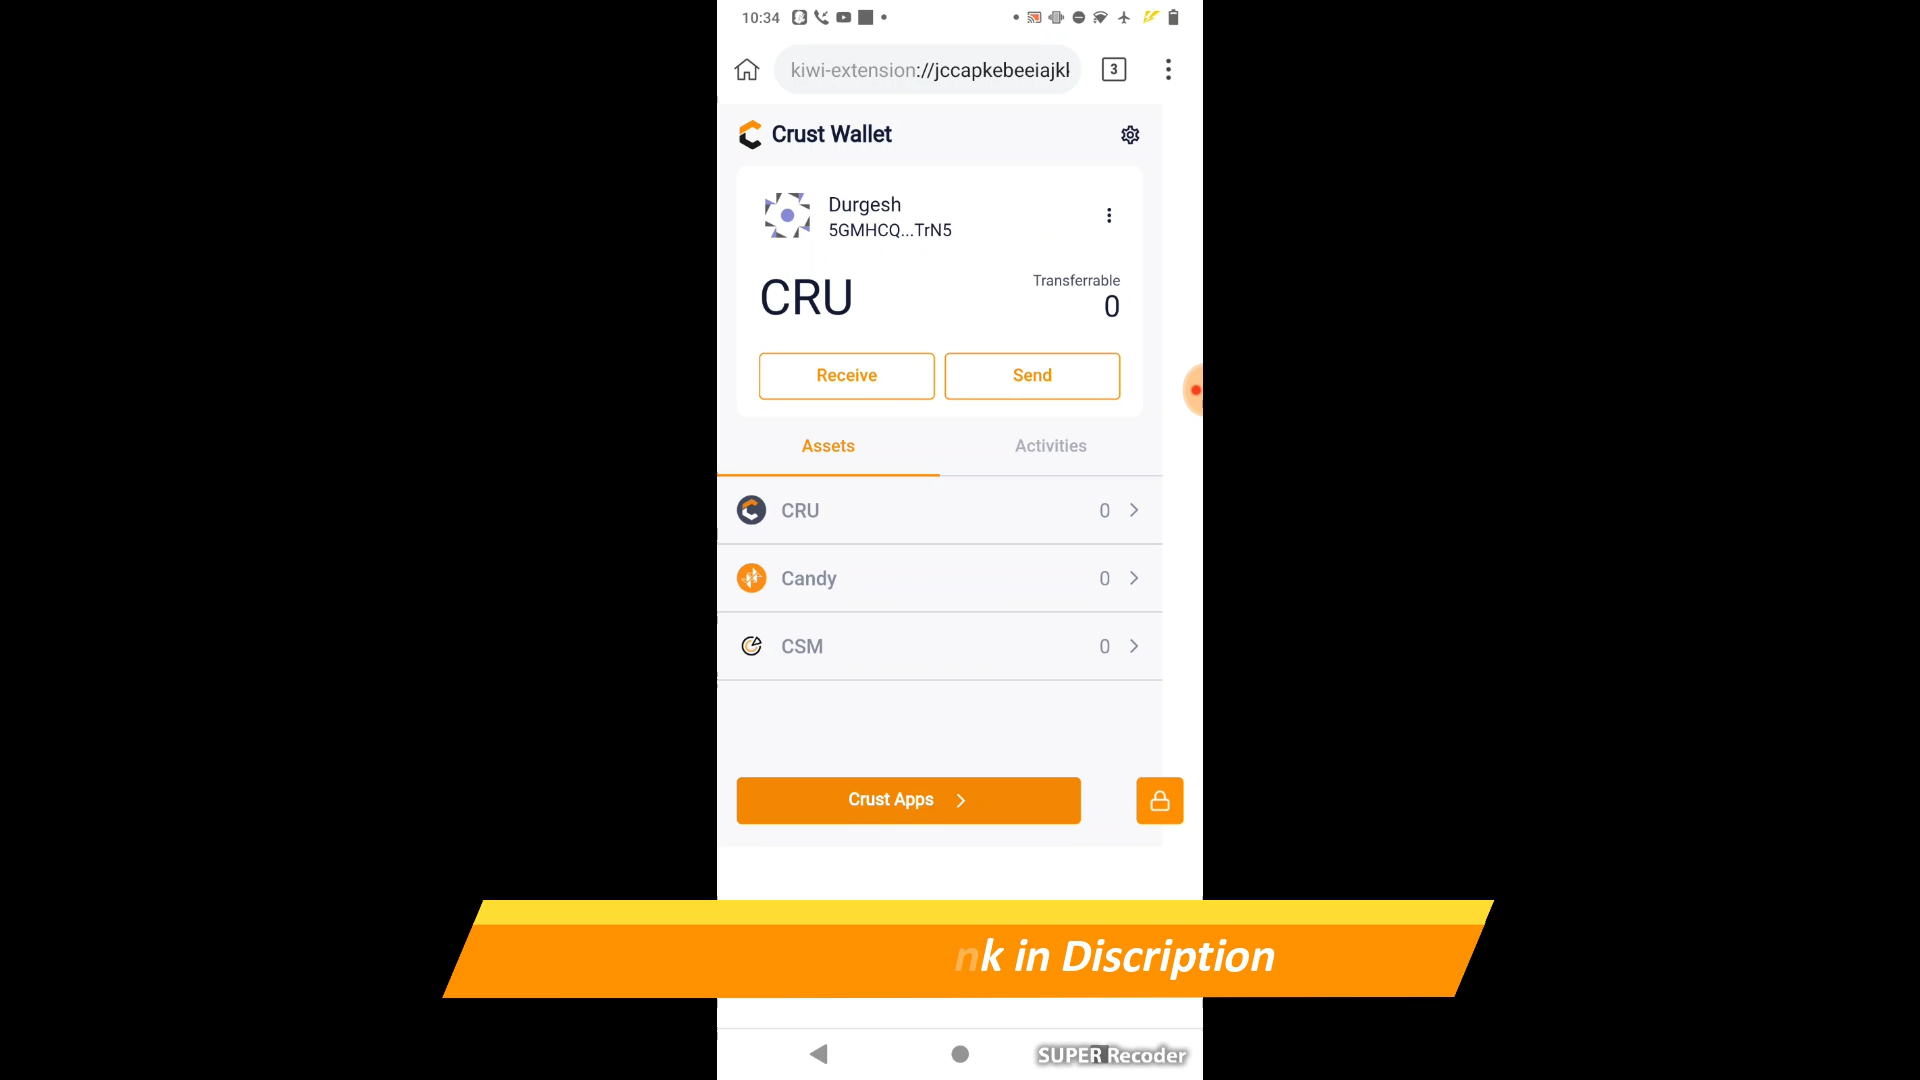 10:34
kiwi-extension://jccapkebeeiajkl
3
Crust Wallet
Durgesh
5GMHCQ...TrN5
CRU
Transferrable
0
Receive
Send
Assets
Activities
CRU
0
Candy
0
CSM
0
Crust Apps
nk in Discription
SUPER Recoder